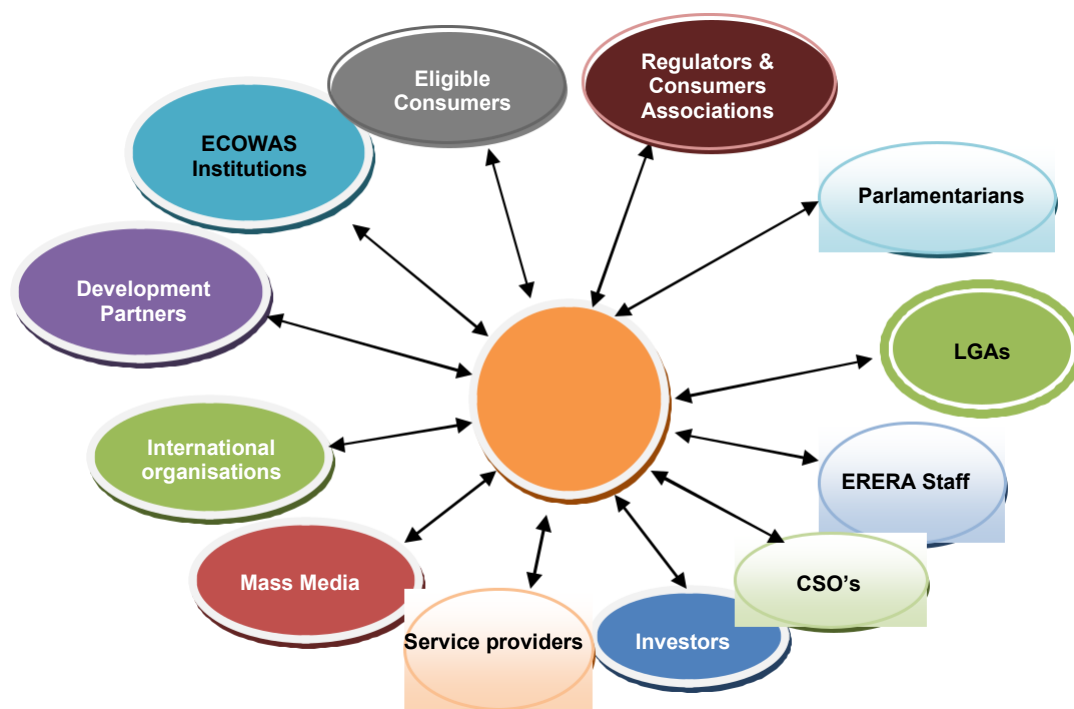 Eligible
Consumers
Regulators &
Consumers
Associations
ECOWAS
Institutions
Parlamentarians
Development
Partners
LGAs
International
organisations
ERERA Staff
Mass Media
CSO's
Service providers
Investors